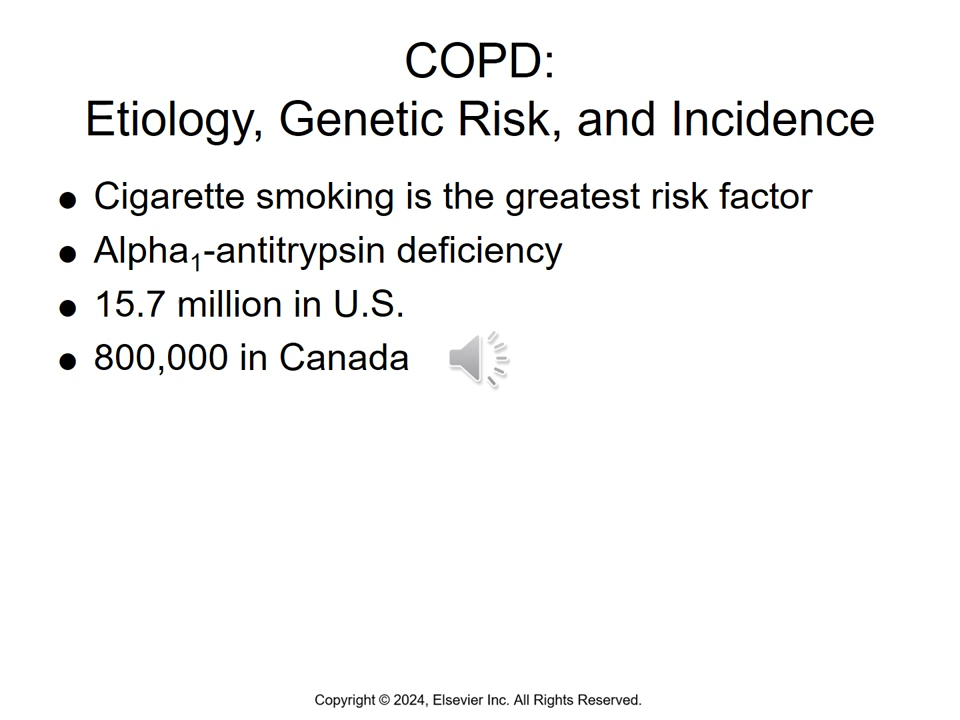 COPD:
Etiology, Genetic Risk, and Incidence
● Cigarette smoking is the greatest risk factor
● Alpha₁-antitrypsin deficiency
● 15.7 million in U.S.
● 800,000 in Canada
Copyright © 2024, Elsevier Inc. All Rights Reserved.